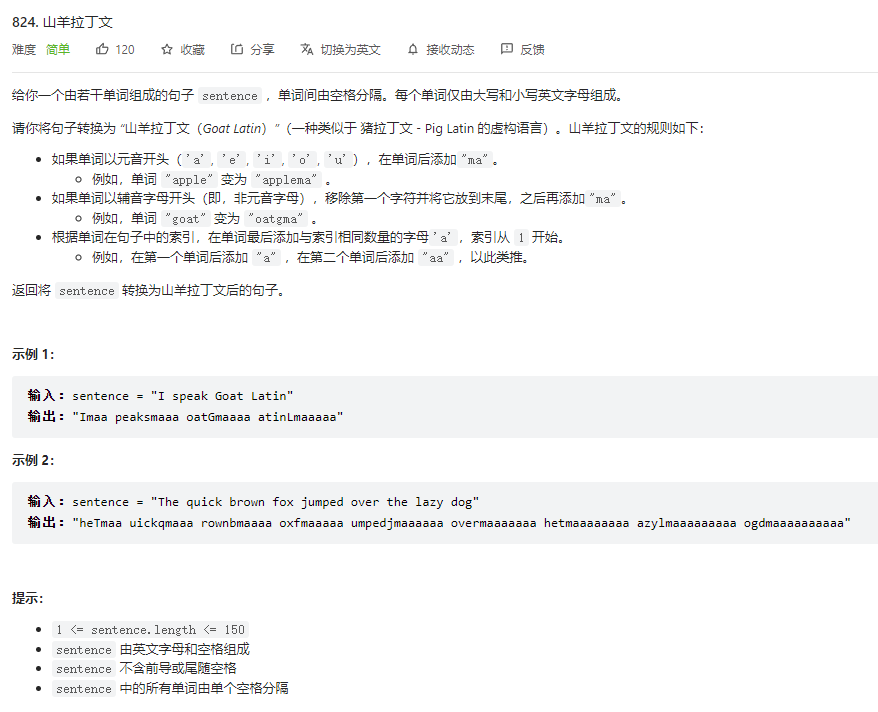 824. 山羊拉丁文
难度 简单 120 收藏 分享 切换为英文 接收动态 反馈
给你一个由若干单词组成的句子 sentence ，单词间由空格分隔。每个单词仅由大写和小写英文字母组成。
请你将句子转换为 “山羊拉丁文（Goat Latin）”（一种类似于 猪拉丁文 - Pig Latin 的虚构语言）。山羊拉丁文的规则如下：
如果单词以元音开头（'a', 'e', 'i', 'o', 'u'），在单词后添加"ma"。
例如，单词 "apple" 变为 "applema" 。
如果单词以辅音字母开头（即，非元音字母），移除第一个字符并将它放到末尾，之后再添加"ma"。
例如，单词 "goat" 变为 "oatgma" 。
根据单词在句子中的索引，在单词最后添加与索引相同数量的字母'a'，索引从 1 开始。
例如，在第一个单词后添加 "a" ，在第二个单词后添加 "aa" ，以此类推。
返回将 sentence 转换为山羊拉丁文后的句子。
示例 1：
输入：sentence = "I speak Goat Latin"
输出："Imaa peaksmaaa oatGmaaaa atinLmaaaaa"
示例 2：
输入：sentence = "The quick brown fox jumped over the lazy dog"
输出："heTmaa uickqmaaa rownbmaaaa oxfmaaaaa umpedjmaaaaaa overmaaaaaaa hetmaaaaaaaa azylmaaaaaaaaa ogdmaaaaaaaaaa"
提示：
1 <= sentence.length <= 150
sentence 由英文字母和空格组成
sentence 不含前导或尾随空格
sentence 中的所有单词由单个空格分隔